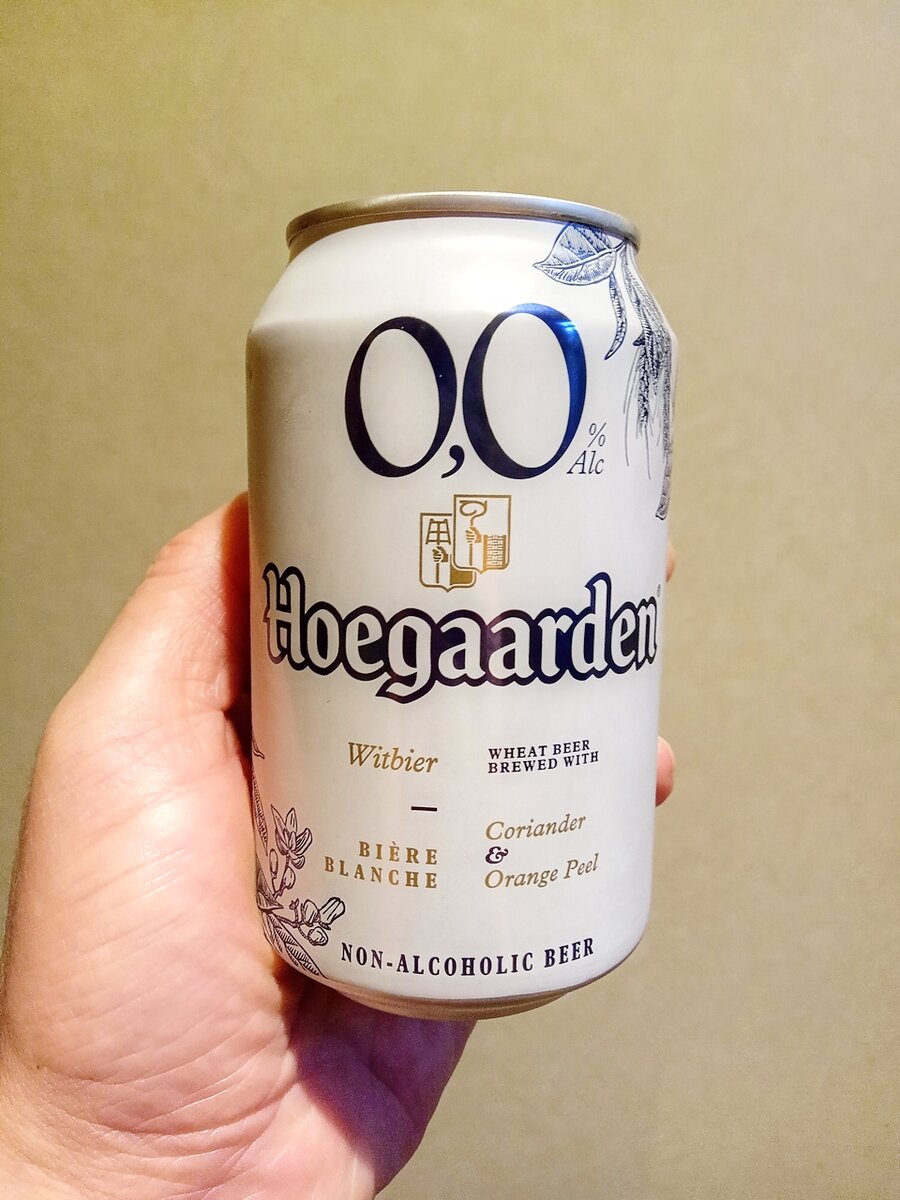 0,0 % Alc
Hoegaarden®
Witbier
BIÈRE
BLANCHE
WHEAT BEER
BREWED WITH
Coriander
&
Orange Peel
NON-ALCOHOLIC BEER